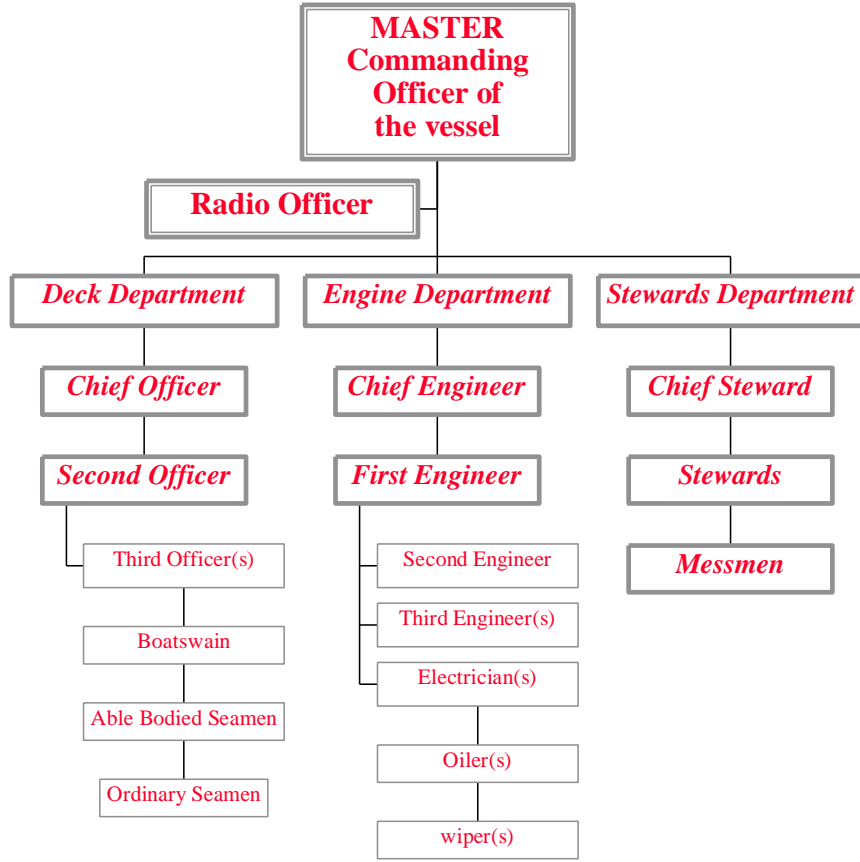 MASTER
Commanding
Officer of
the vessel
Radio Officer
Deck Department
Engine Department
Stewards Department
Chief Officer
Chief Engineer
Chief Steward
Second Officer
First Engineer
Stewards
Third Officer(s)
Second Engineer
Messmen
Third Engineer(s)
Boatswain
Electrician(s)
Able Bodied Seamen
Oiler(s)
Ordinary Seamen
wiper(s)